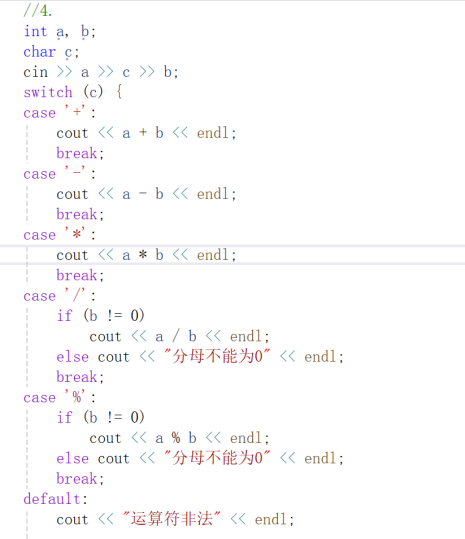 //4.
int a, b;
char c;
cin >> a >> c >> b;
switch (c) {
case '+':
    cout << a + b << endl;
    break;
case '-':
    cout << a - b << endl;
    break;
case '*':
    cout << a * b << endl;
    break;
case '/':
    if (b != 0)
        cout << a / b << endl;
    else cout << "分母不能为0" << endl;
    break;
case '%':
    if (b != 0)
        cout << a % b << endl;
    else cout << "分母不能为0" << endl;
    break;
default:
    cout << "运算符非法" << endl;